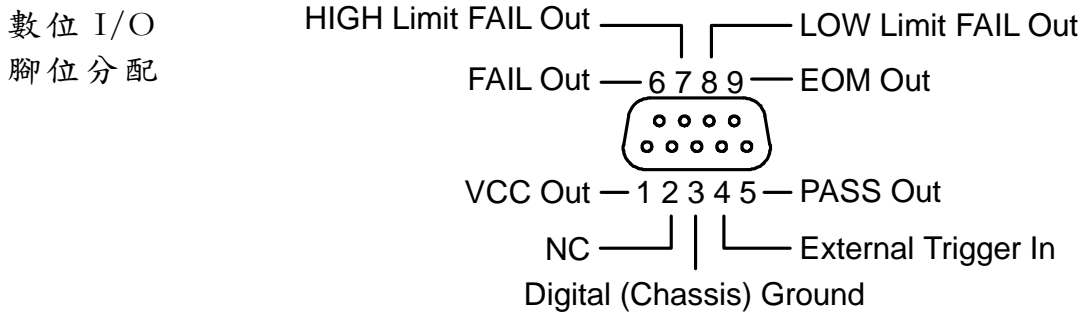 數位 I/O
腳位分配
HIGH Limit FAIL Out
LOW Limit FAIL Out
FAIL Out
6 7 8 9
EOM Out
VCC Out
1 2 3 4 5
PASS Out
NC
External Trigger In
Digital (Chassis) Ground